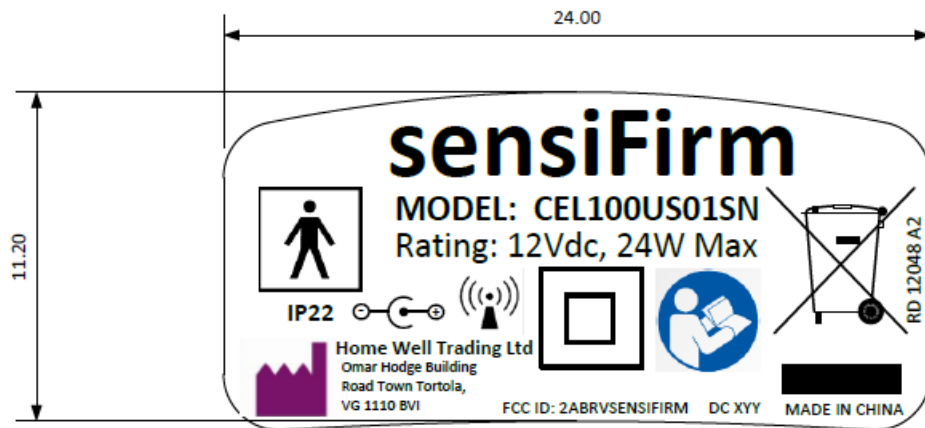 24.00
11.20
sensiFirm
MODEL: CEL100US01SN
Rating: 12Vdc, 24W Max
IP22
RD 12048 A2
Home Well Trading Ltd
Omar Hodge Building
Road Town Tortola,
VG 1110 BVI
FCC ID: 2ABRVSENSIFIRM DC XYY
MADE IN CHINA